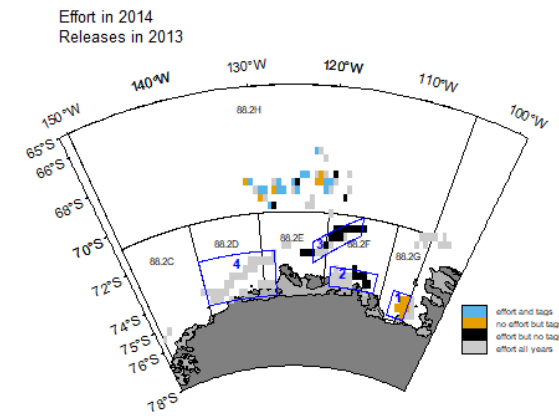 Effort in 2014
Releases in 2013
150°W
140°W
130°W
120°W
110°W
100°W
65°S
66°S
68°S
70°S
72°S
74°S
75°S
76°S
78°S
88.2H
88.2C
88.2D
88.2E
88.2F
88.2G
4
3
2
1
effort and tags
no effort but tag
effort but no tag
effort all years